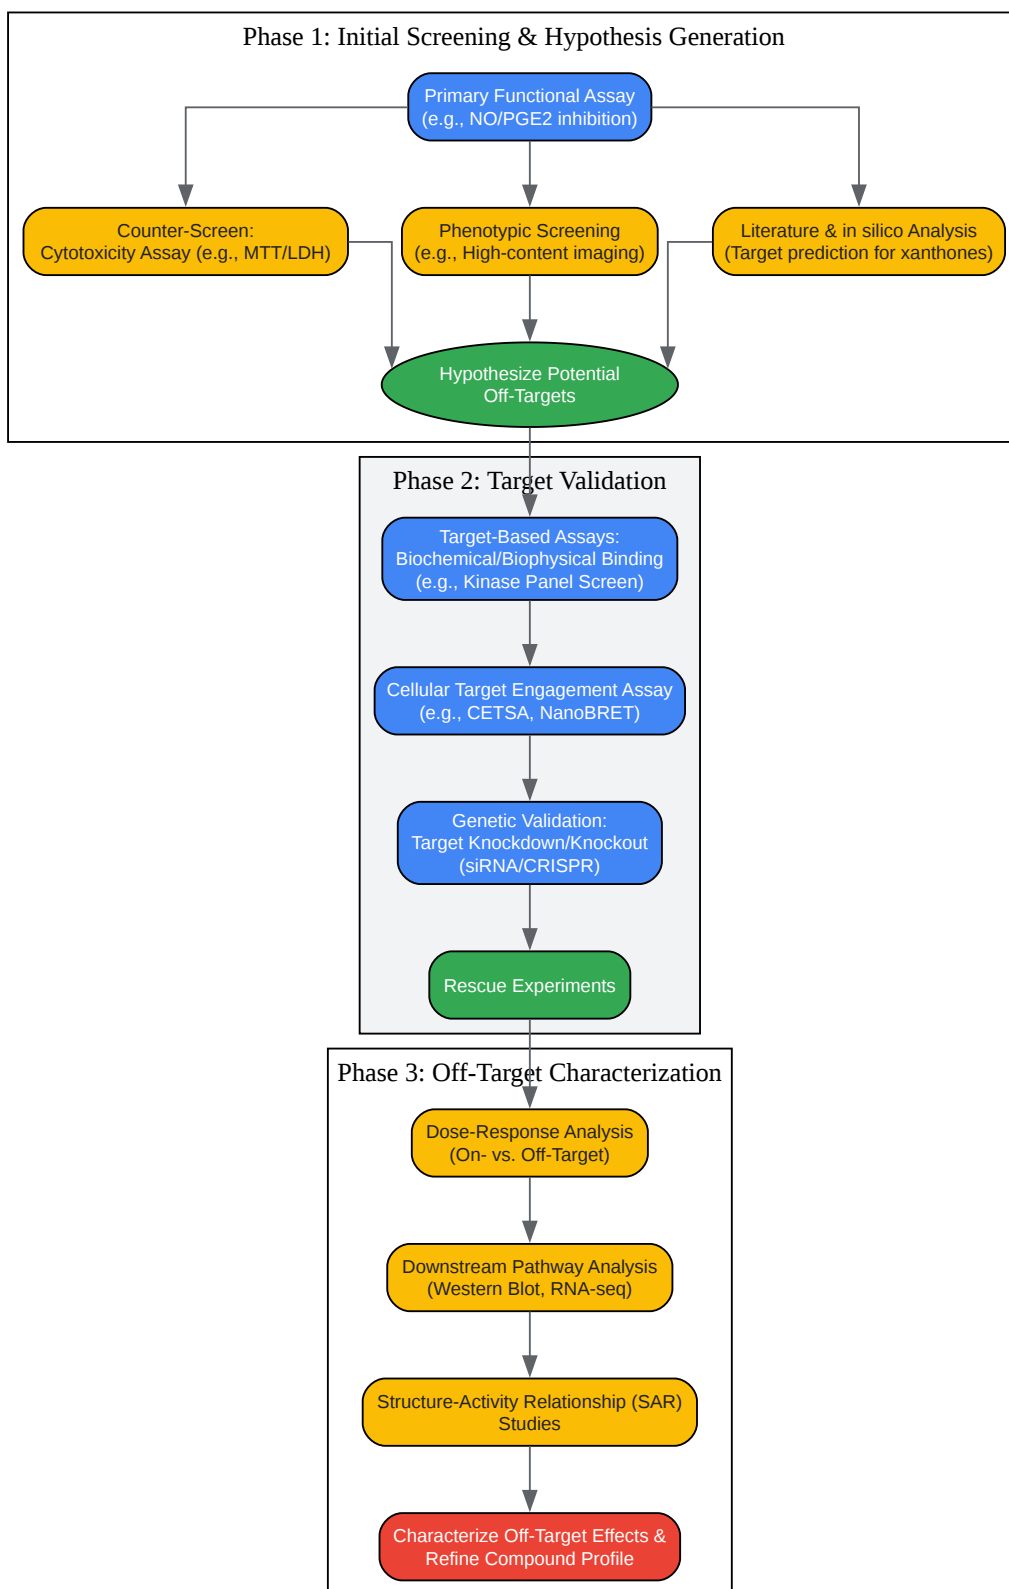 Phase 1: Initial Screening & Hypothesis Generation
Primary Functional Assay
(e.g., NO/PGE2 inhibition)
Counter-Screen:
Cytotoxicity Assay (e.g., MTT/LDH)
Phenotypic Screening
(e.g., High-content imaging)
Literature & in silico Analysis
(Target prediction for xanthones)
Hypothesize Potential
Off-Targets
Phase 2: Target Validation
Target-Based Assays:
Biochemical/Biophysical Binding
(e.g., Kinase Panel Screen)
Cellular Target Engagement Assay
(e.g., CETSA, NanoBRET)
Genetic Validation:
Target Knockdown/Knockout
(siRNA/CRISPR)
Rescue Experiments
Phase 3: Off-Target Characterization
Dose-Response Analysis
(On- vs. Off-Target)
Downstream Pathway Analysis
(Western Blot, RNA-seq)
Structure-Activity Relationship (SAR)
Studies
Characterize Off-Target Effects &
Refine Compound Profile